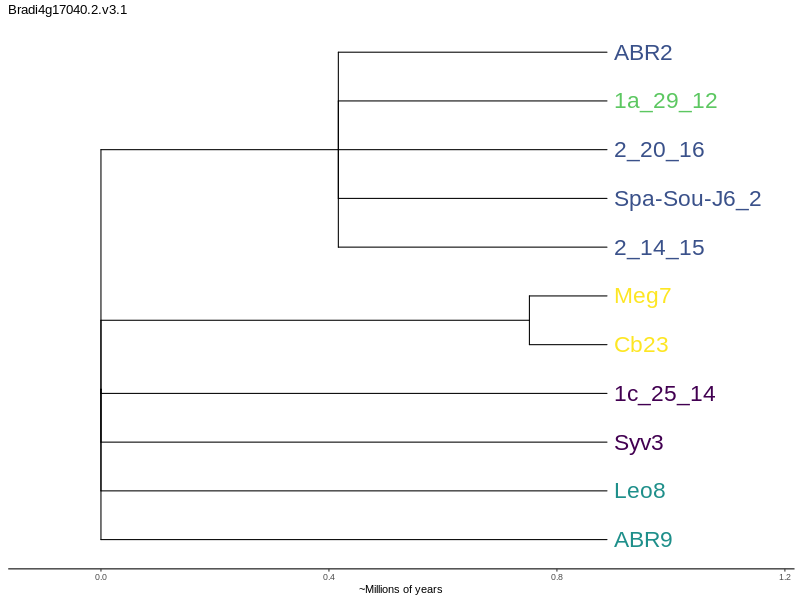 Bradi4g17040.2.v3.1
ABR2
1a_29_12
2_20_16
Spa-Sou-J6_2
2_14_15
Meg7
Cb23
1c_25_14
Syv3
Leo8
ABR9
0.0 0.4 0.8 1.2
~Millions of years